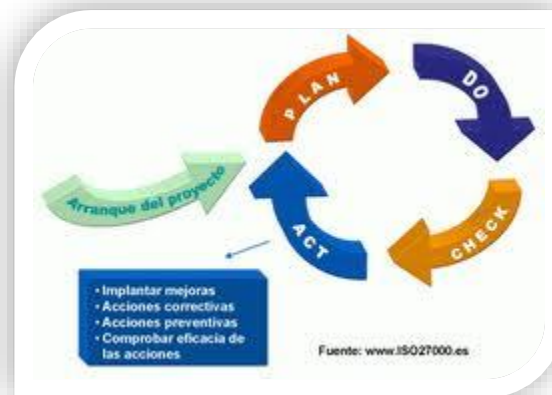 Arranque del proyecto
PLAN
DO
CHECK
ACT
• Implantar mejoras
• Acciones correctivas
• Acciones preventivas
• Comprobar eficacia de
las acciones
Fuente: www.ISO27000.es